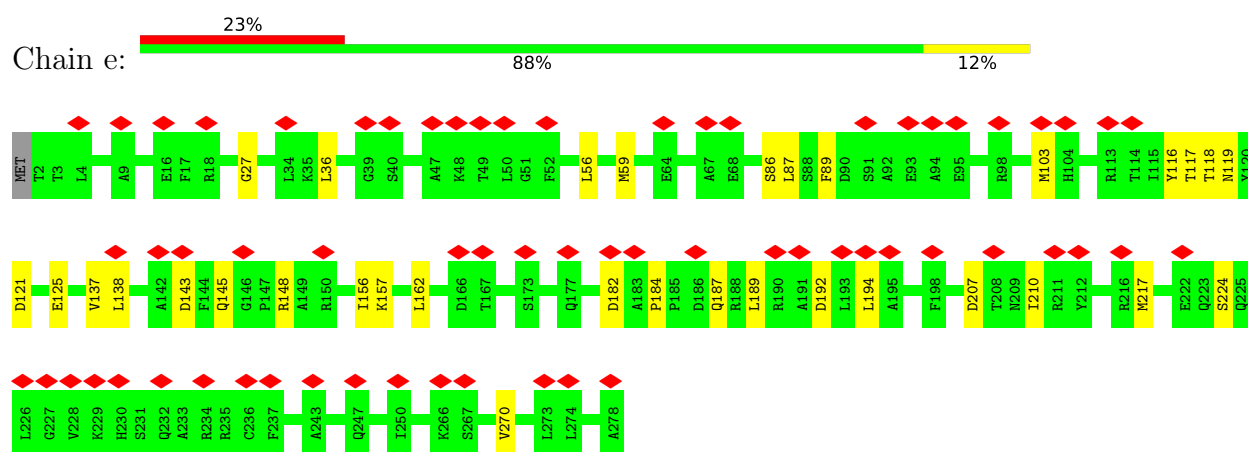 23%
Chain e:
88% 12%
MET T2 T3 L4 A9 E16 F17 R18 G27 L34 K35 L36 G39 S40 A47 K48 T49 L50 G51 F52 L56 M59 E64 A67 E68 S86 L87 S88 F89 D90 S91 A92 E93 A94 E95 R98 M103 H104 R113 T114 I115 Y116 T117 T118 N119 Y120
D121 E125 V137 L138 A142 D143 F144 Q145 G146 P147 R148 A149 R150 I156 K157 L162 D166 T167 S173 Q177 D182 A183 P184 P185 D186 Q187 R188 L189 R190 A191 D192 L193 L194 A195 F198 D207 T208 N209 I210 R211 Y212 R216 M217 E222 Q223 S224 Q225
L226 G227 V228 K229 H230 S231 Q232 A233 R234 R235 C236 F237 A243 Q247 I250 K266 S267 V270 L273 L274 A278